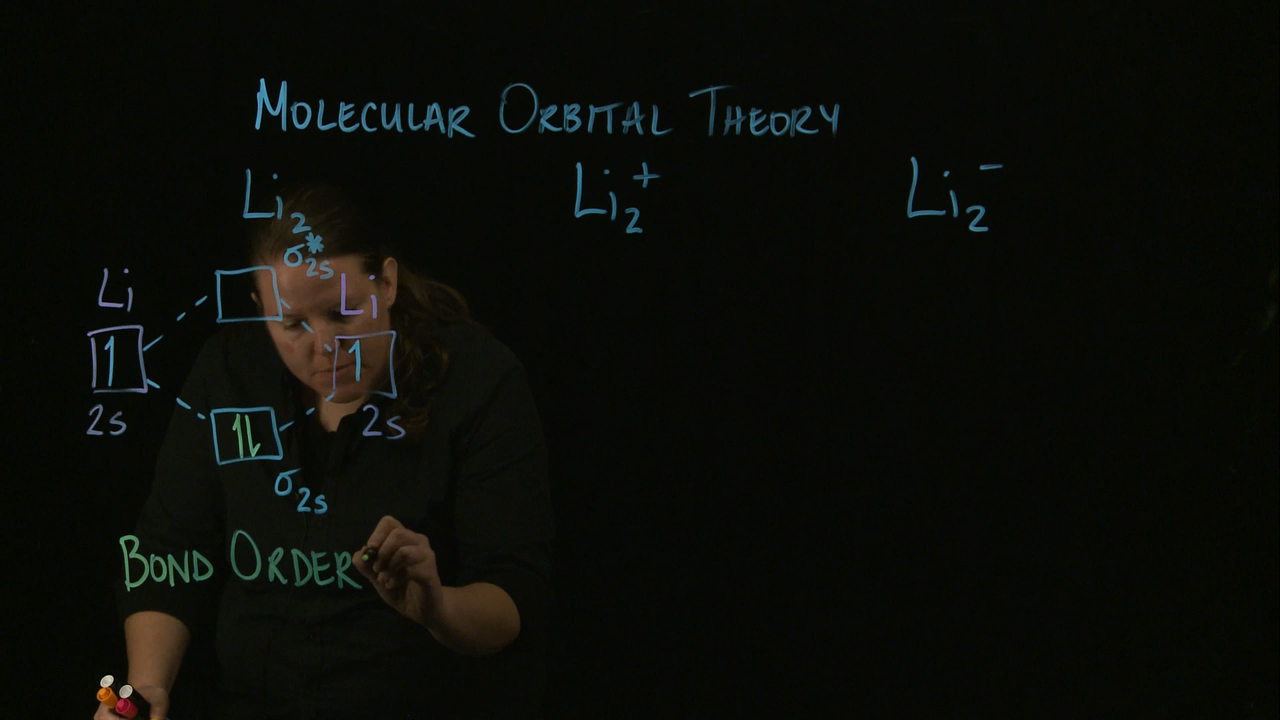 MOLECULAR ORBITAL THEORY
Li₂ Li₂⁺ Li₂⁻
σ*₂ₛ
Li Li
1 1
2s 2s
1⇂
σ₂ₛ
BOND ORDER